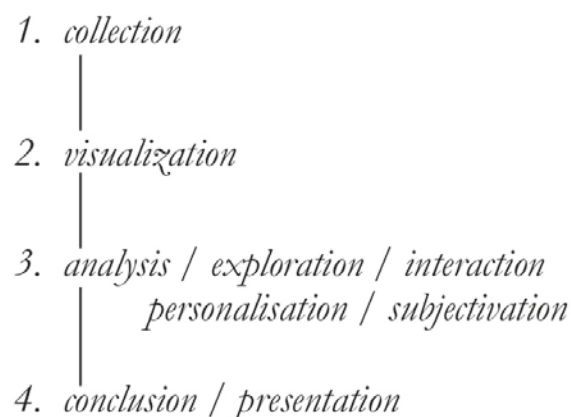 1. collection
2. visualization
3. analysis / exploration / interaction
personalisation / subjectivation
4. conclusion / presentation